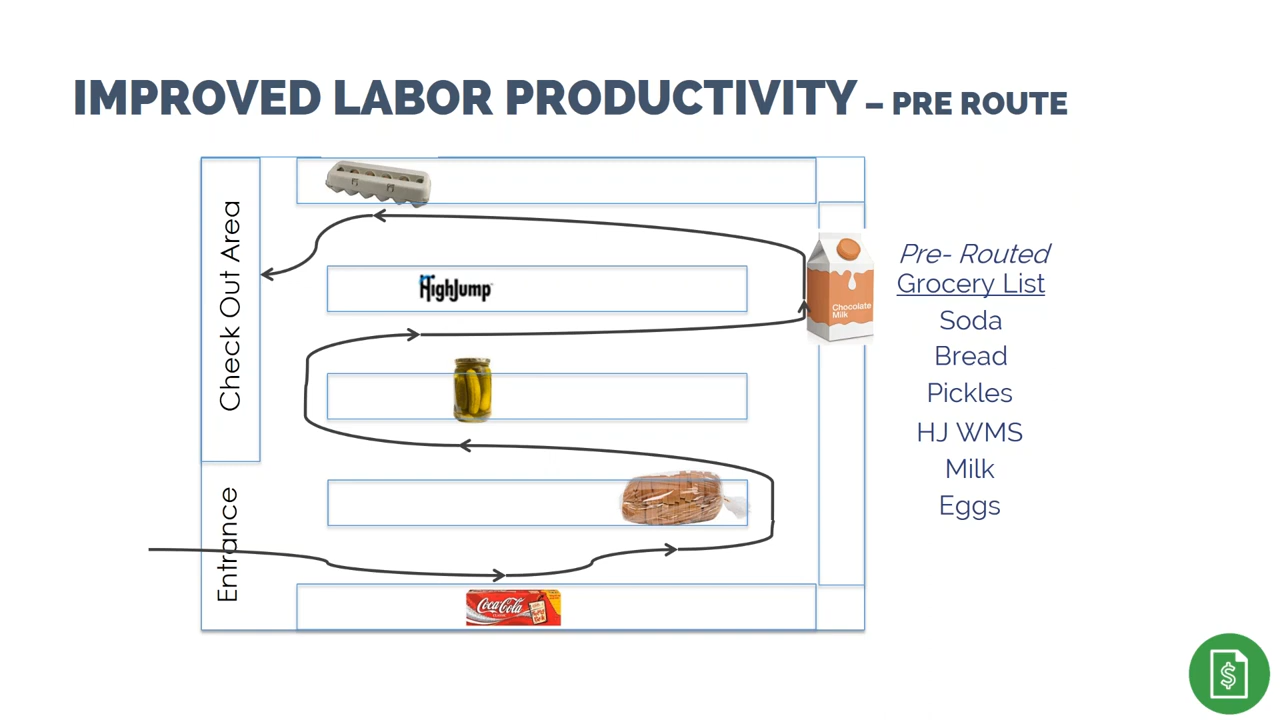 IMPROVED LABOR PRODUCTIVITY – PRE ROUTE
Check Out Area
Entrance
HighJump
Chocolate
Milk
Coca-Cola
Pre- Routed
Grocery List
Soda
Bread
Pickles
HJ WMS
Milk
Eggs
$